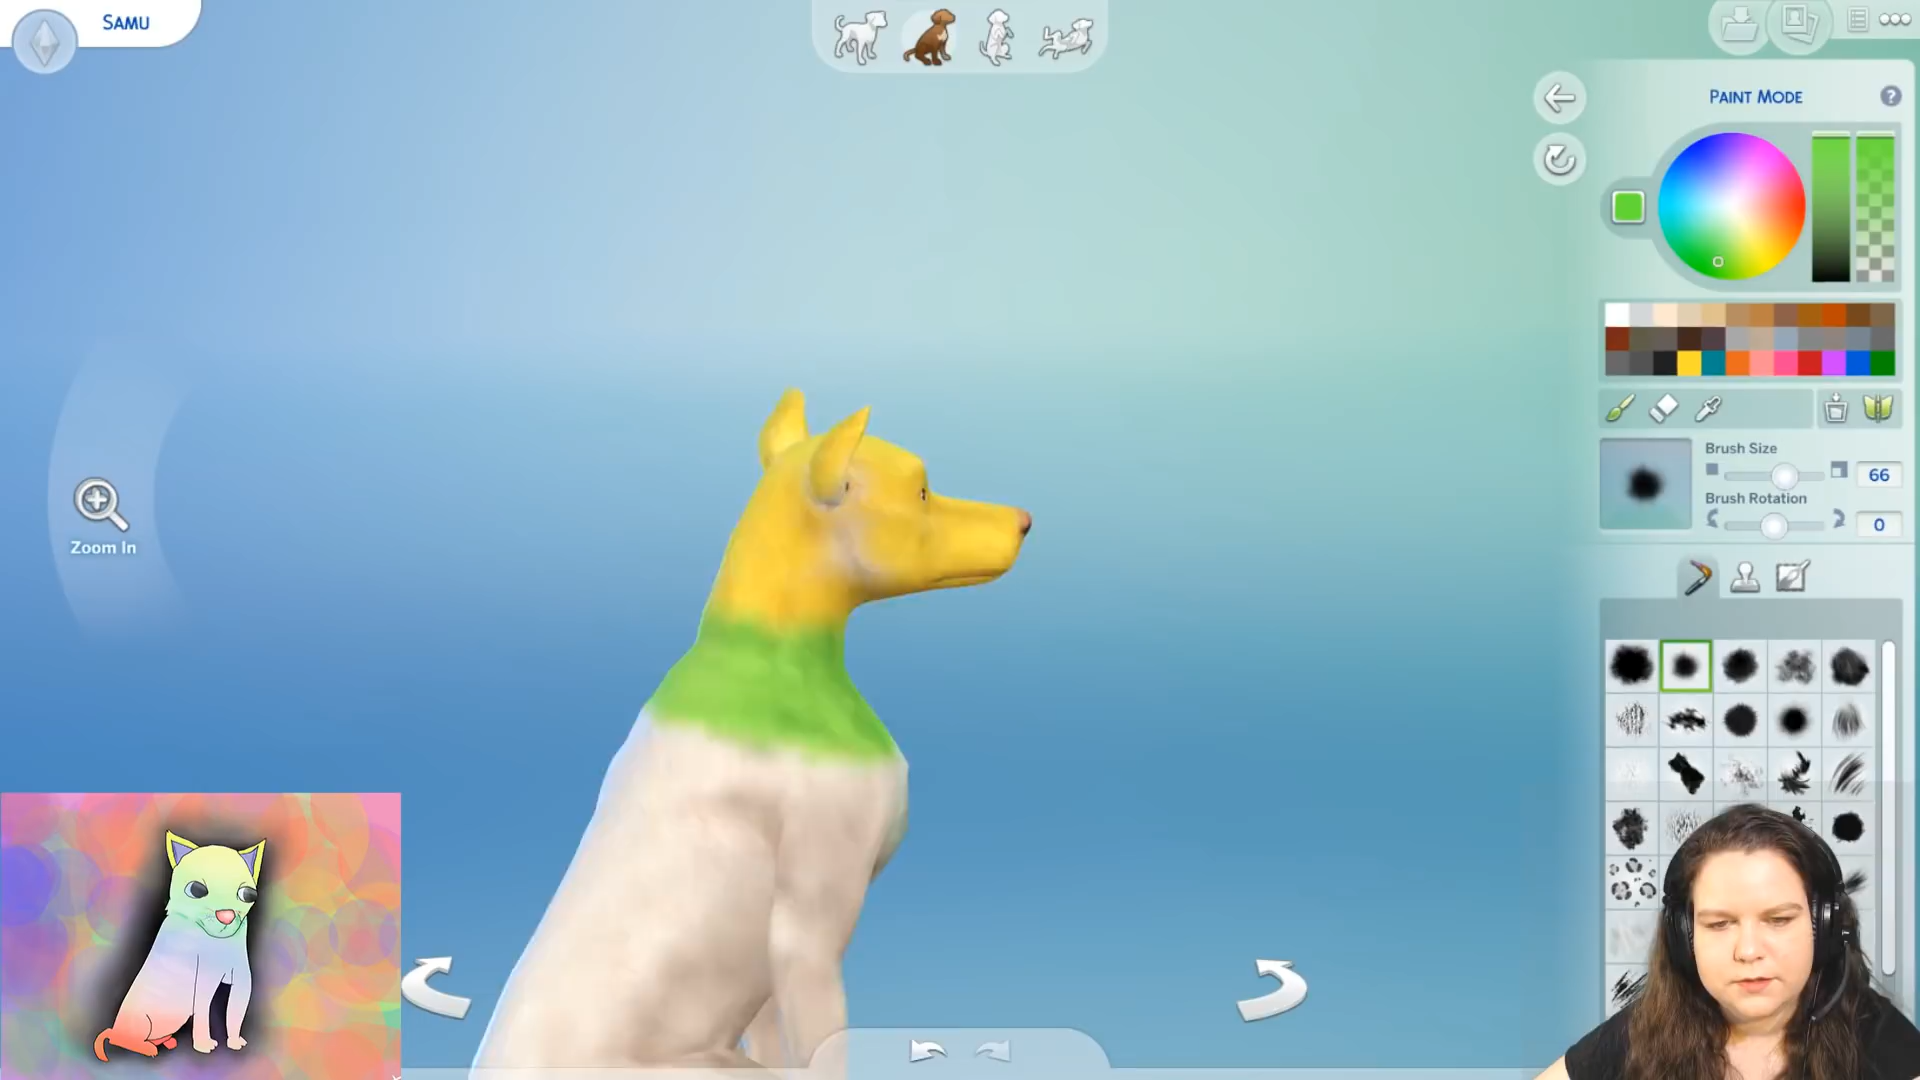 SAMU
PAINT MODE
?
Brush Size
66
Brush Rotation
0
Zoom In